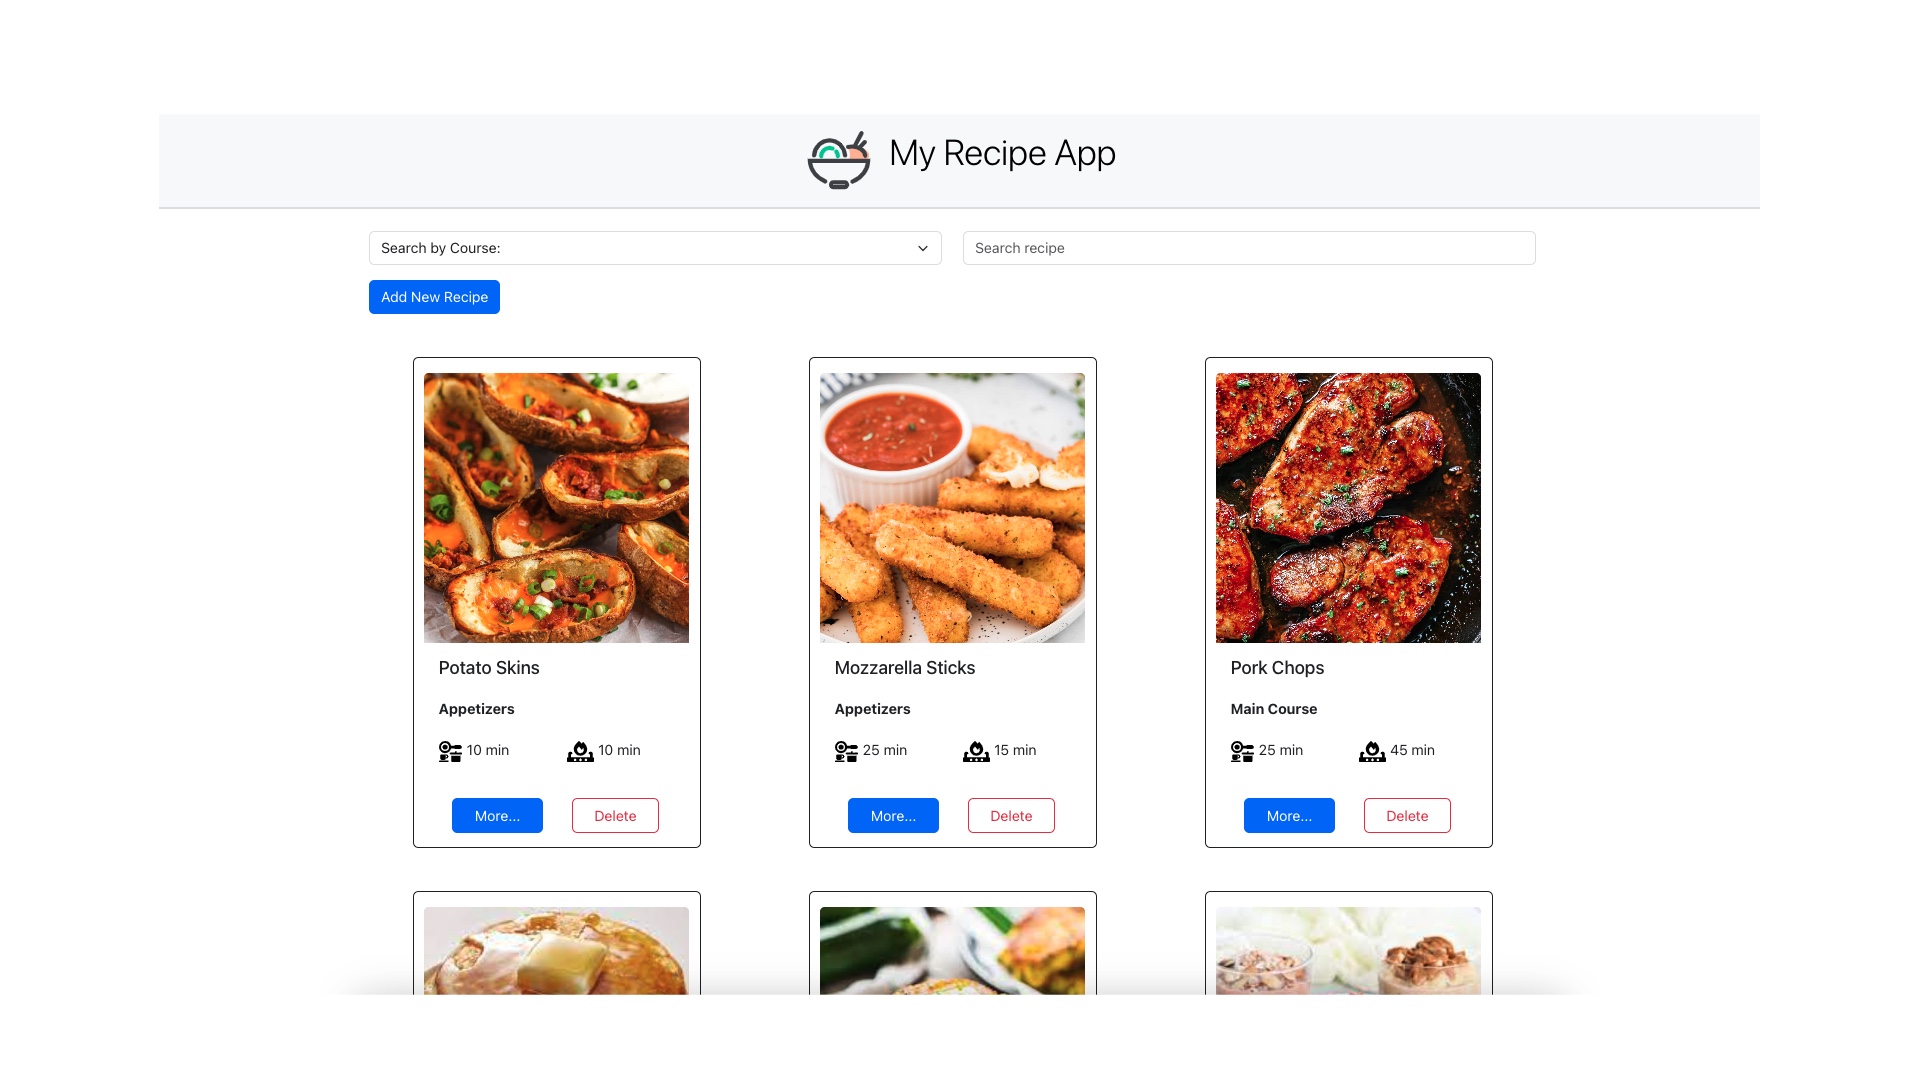 My Recipe App
Search by Course:
Search recipe
Add New Recipe
Potato Skins
Appetizers
10 min
10 min
More...
Delete
Mozzarella Sticks
Appetizers
25 min
15 min
More...
Delete
Pork Chops
Main Course
25 min
45 min
More...
Delete